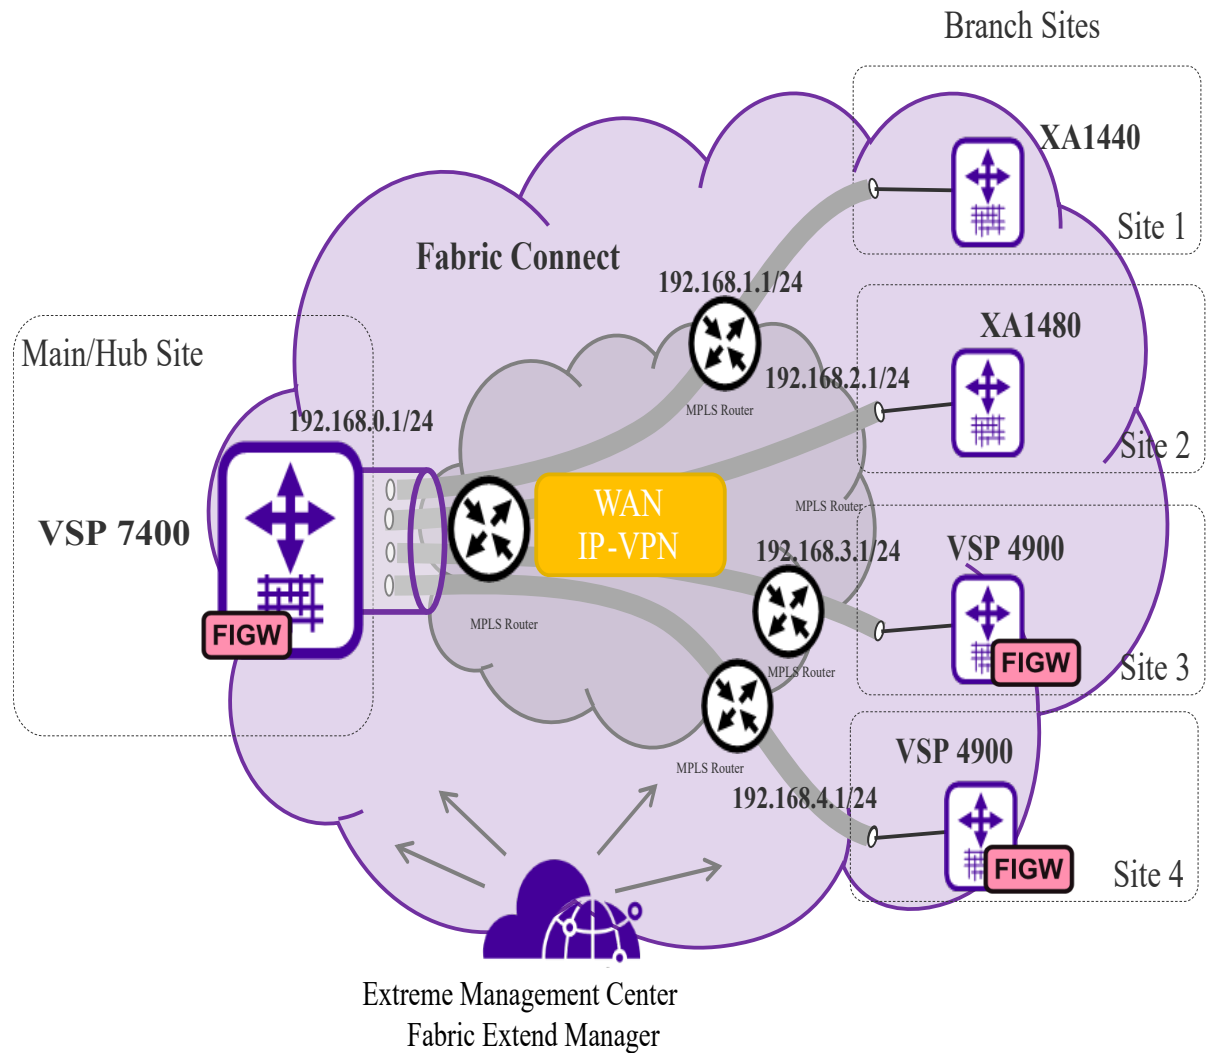 Branch Sites
XA1440
Site 1
Fabric Connect
192.168.1.1/24
MPLS Router
XA1480
192.168.2.1/24
Site 2
MPLS Router
Main/Hub Site
192.168.0.1/24
VSP 7400
FIGW
WAN
IP-VPN
MPLS Router
192.168.3.1/24
VSP 4900
FIGW
Site 3
MPLS Router
MPLS Router
192.168.4.1/24
VSP 4900
FIGW
Site 4
Extreme Management Center
Fabric Extend Manager